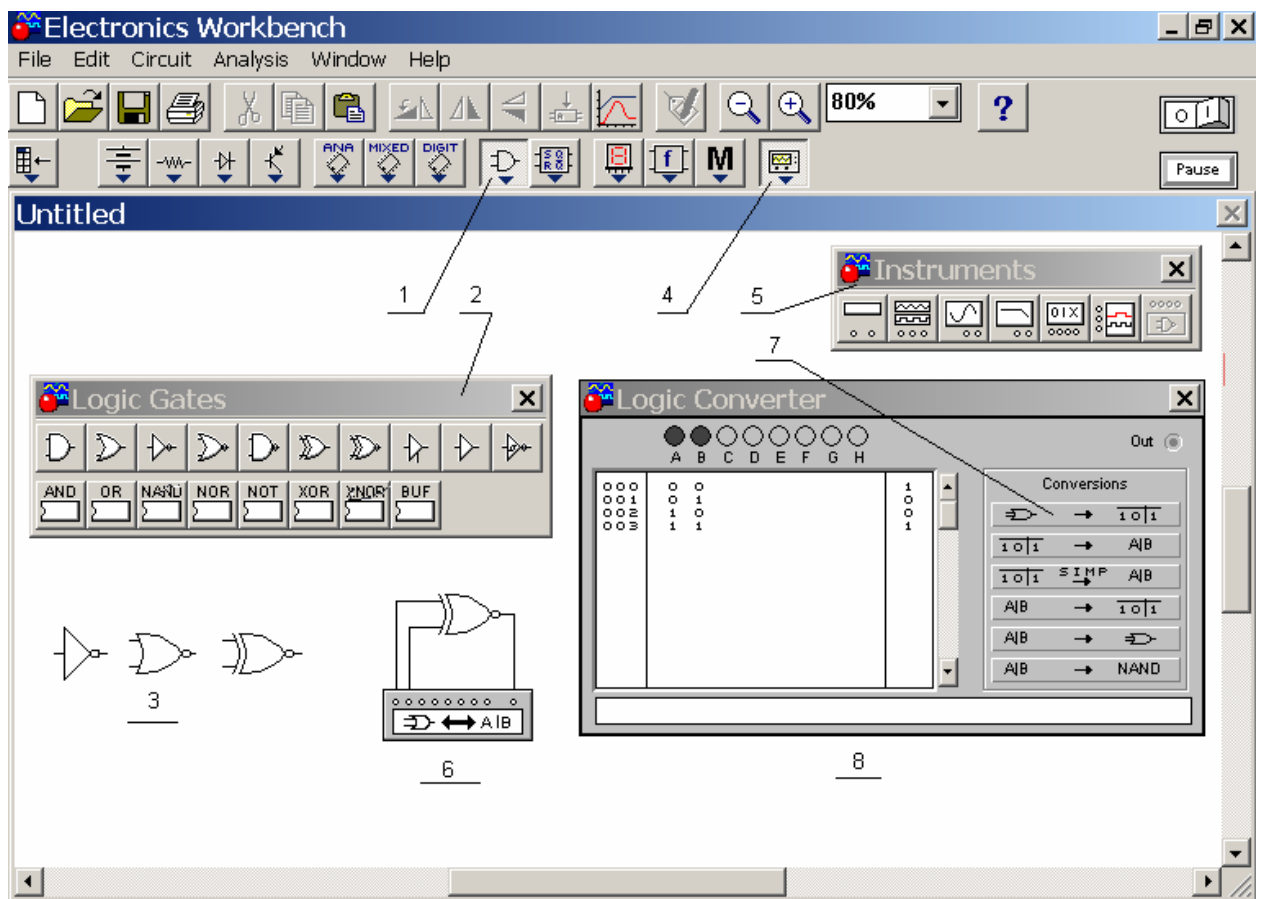 Electronics Workbench
File Edit Circuit Analysis Window Help
80% ?
Pause
ANA MIXED DIGIT
M
Untitled
1 2 4 5
Instruments
7
Logic Gates
AND OR NAND NOR NOT XOR XNOR BUF
Logic Converter
A B C D E F G H
Out
000 0 0 1
001 0 1 0
002 1 0 0
003 1 1 1
Conversions
→ 1 0|1
1 0|1 → A|B
1 0|1 SIMP → A|B
A|B → 1 0|1
A|B →
A|B → NAND
3
A|B
6
8